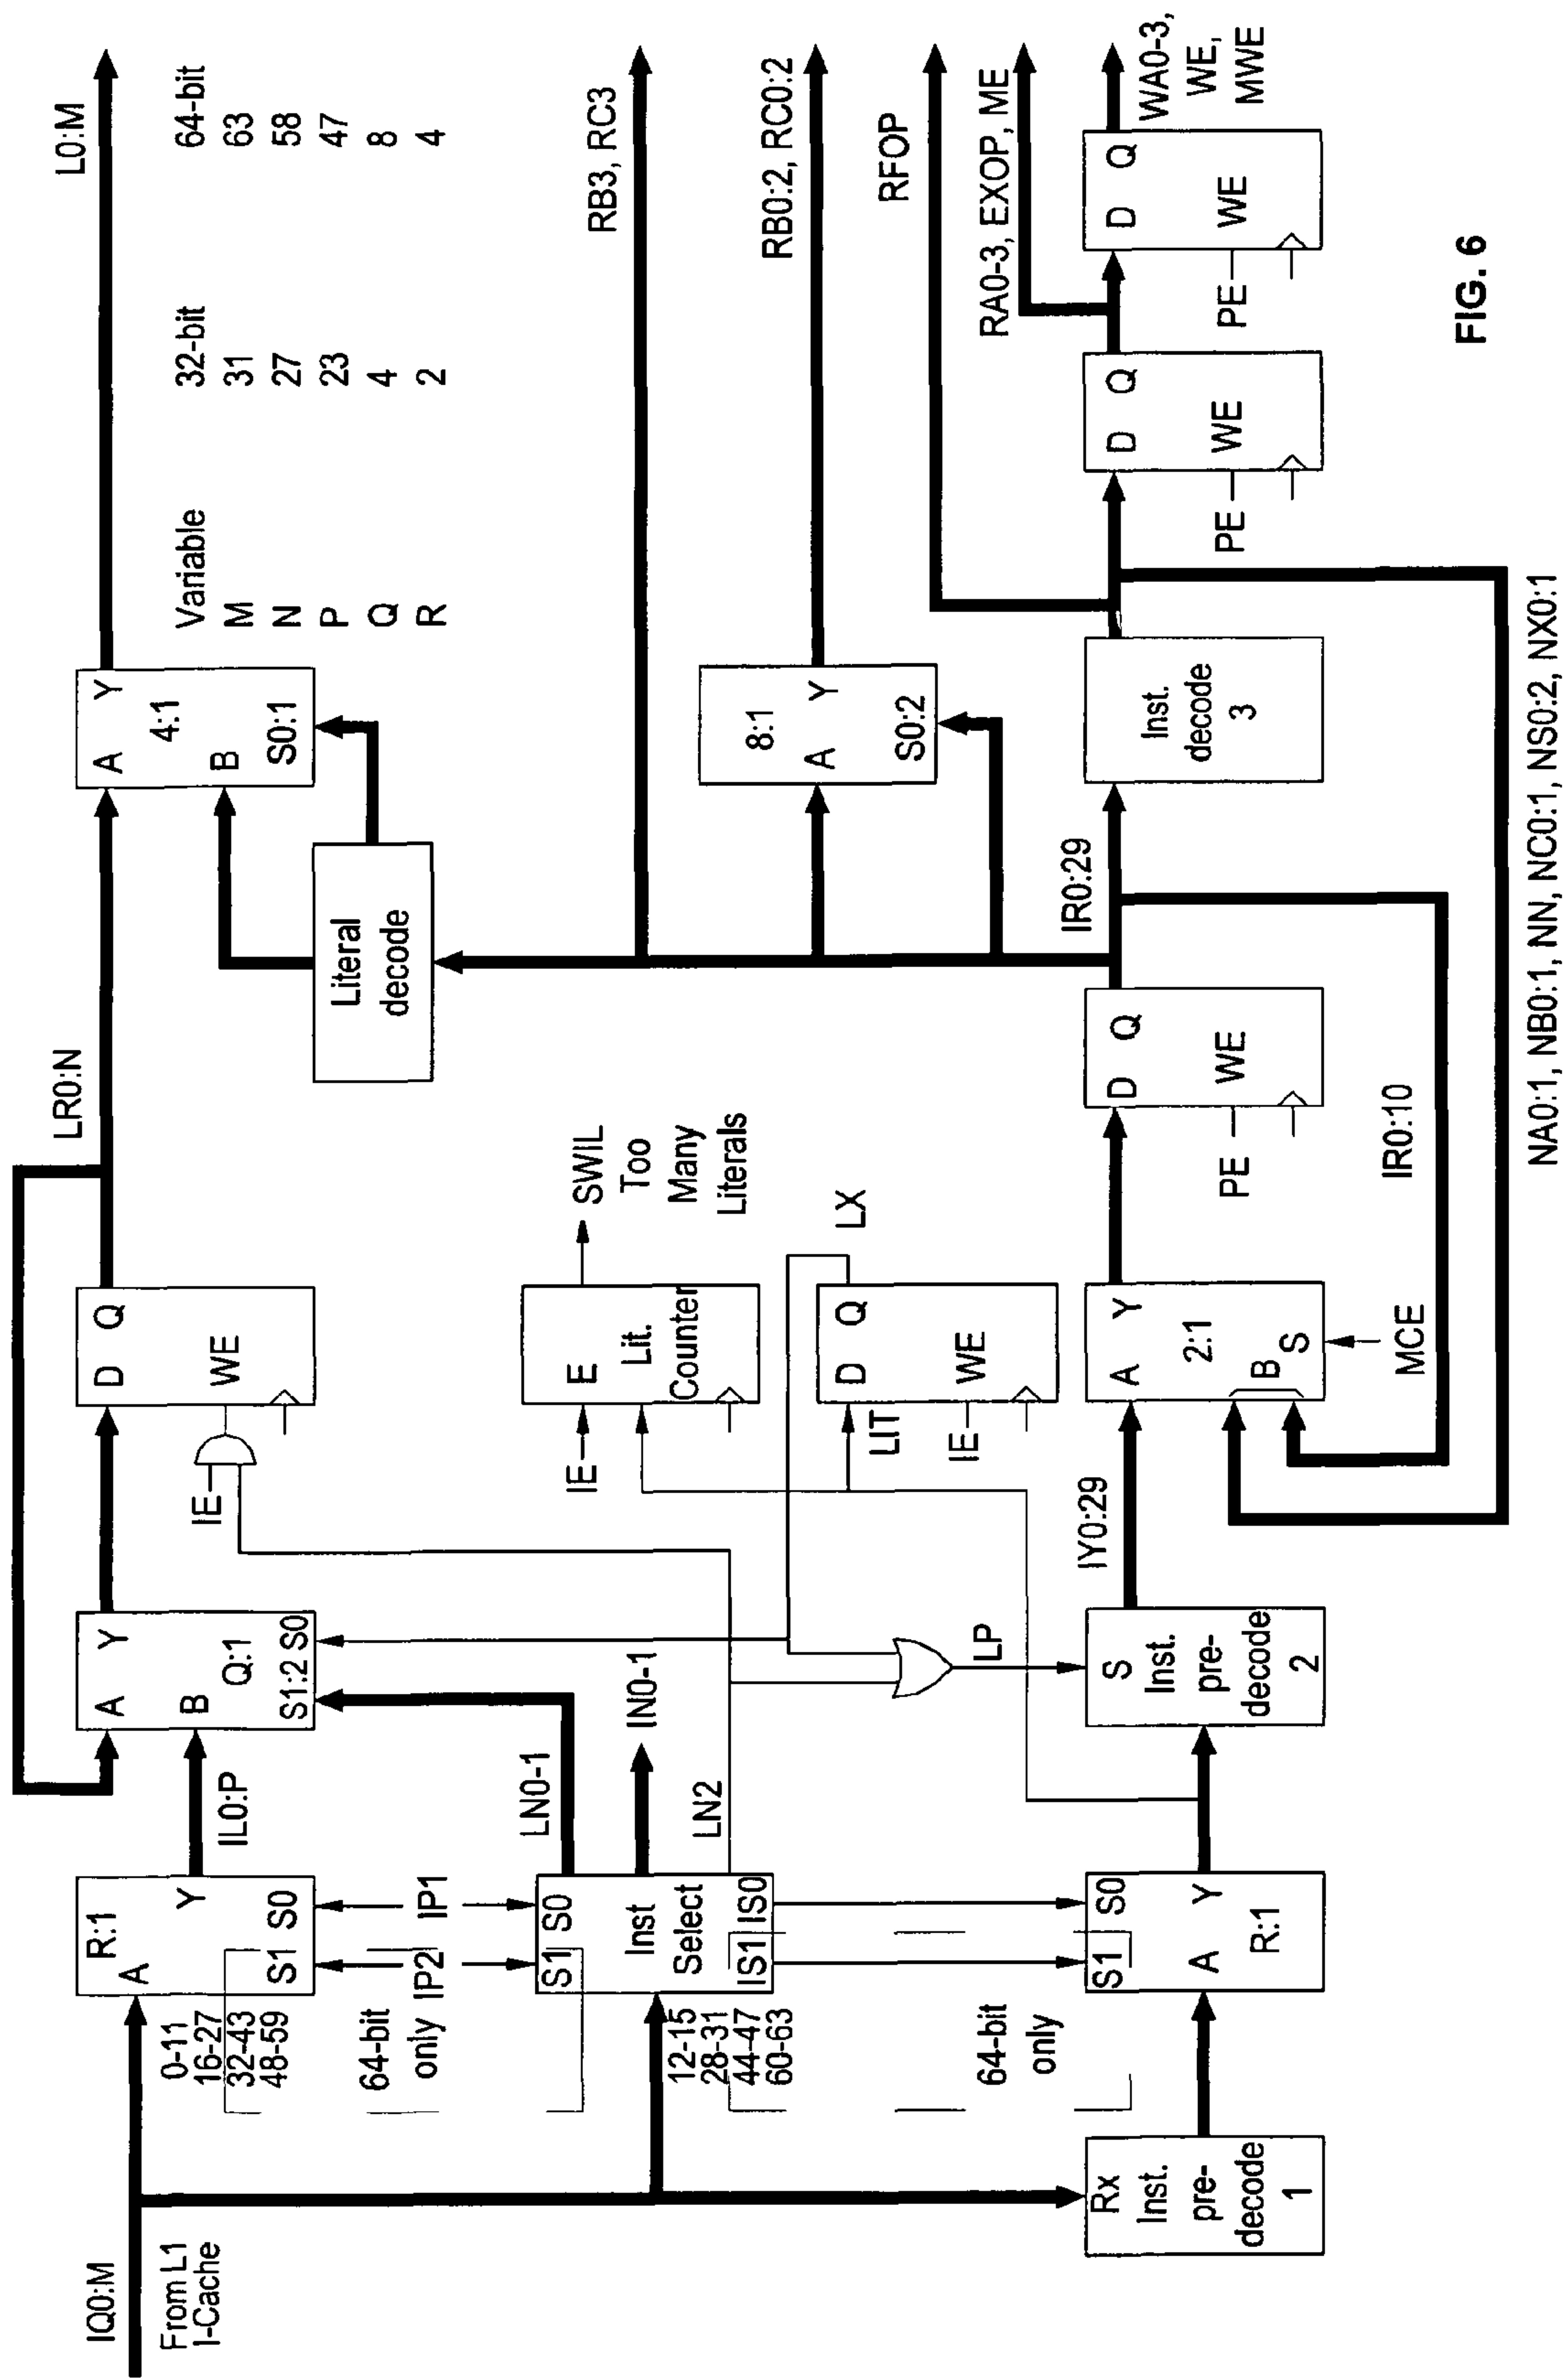 IQ0:M
From L1
I-Cache
R:1
A
Y
S1 S0
0-11
16-27
32-43
48-59
64-bit
only
IP2
IP1
IL0:P
A
Y
B
Q:1
S1:2 S0
IE
D Q
WE
LR0:N
A Y
4:1
B
S0:1
L0:M
Variable 32-bit 64-bit
M 31 63
N 27 58
P 23 47
Q 4 8
R 2 4
Literal
decode
S1 S0
Inst
Select
IS1 IS0
12-15
28-31
44-47
60-63
LN0-1
IN0-1
LN2
IE
E
Lit.
Counter
SWIL
Too
Many
Literals
LIT
IE
D Q
WE
LX
LP
RB3, RC3
8:1
A Y
S0:2
RB0:2, RC0:2
RFOP
RA0-3, EXOP, ME
WA0-3,
WE,
MWE
64-bit
only
Rx
Inst.
pre-
decode
1
S1 S0
A Y
R:1
S
Inst.
pre-
decode
2
IY0:29
A Y
2:1
B
S
MCE
PE
D Q
WE
IR0:29
IR0:10
Inst.
decode
3
PE
D Q
WE
PE
D Q
WE
NA0:1, NB0:1, NN, NC0:1, NS0:2, NX0:1
FIG. 6